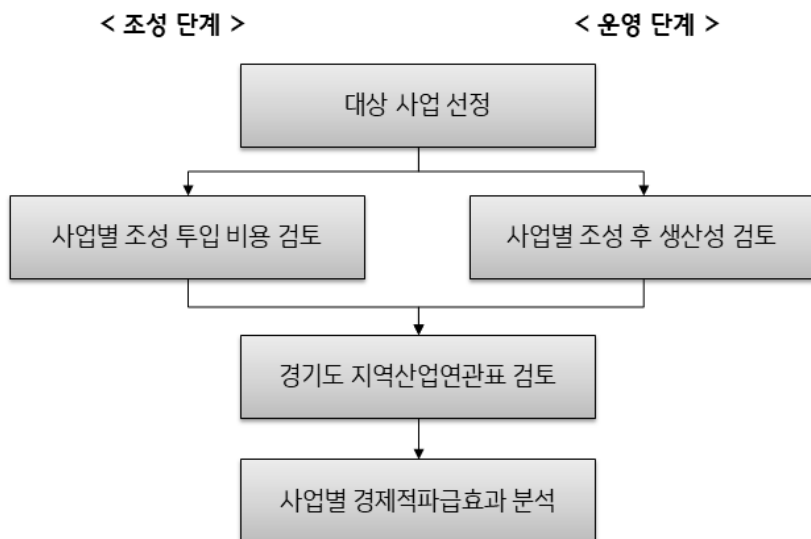 < 조성 단계 >
< 운영 단계 >
대상 사업 선정
사업별 조성 투입 비용 검토
사업별 조성 후 생산성 검토
경기도 지역산업연관표 검토
사업별 경제적파급효과 분석